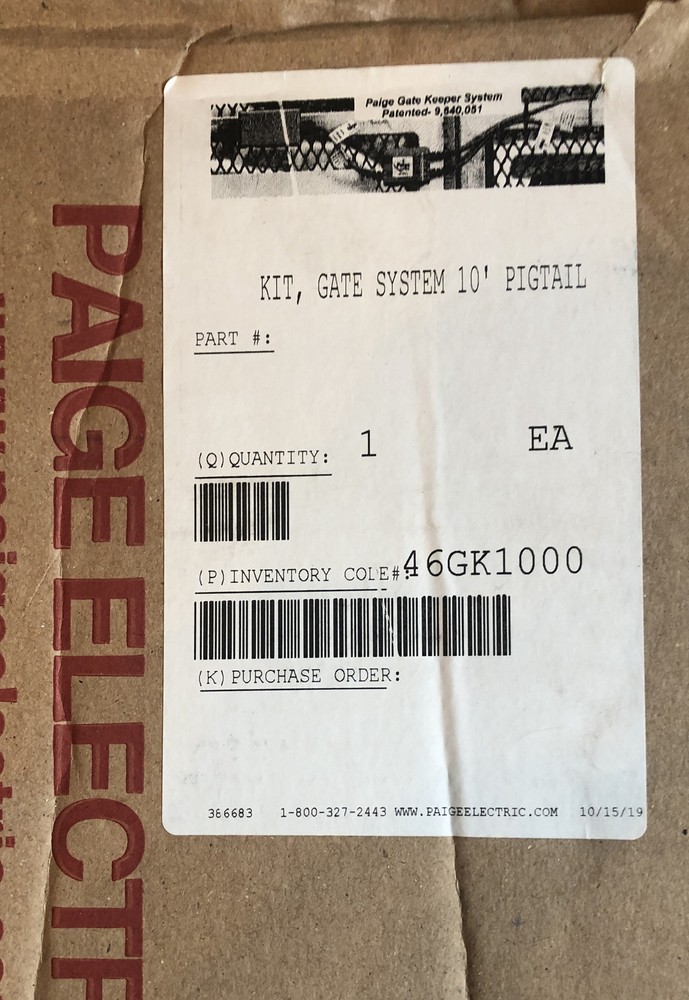 Paige Gate Keeper System
Patented- 9,640,051
KIT, GATE SYSTEM 10' PIGTAIL
PART #:
(Q)QUANTITY: 1 EA
(P)INVENTORY CODE#: 46GK1000
(K)PURCHASE ORDER:
386683 1-800-327-2443 WWW.PAIGEELECTRIC.COM 10/15/19
PAIGE ELECTR